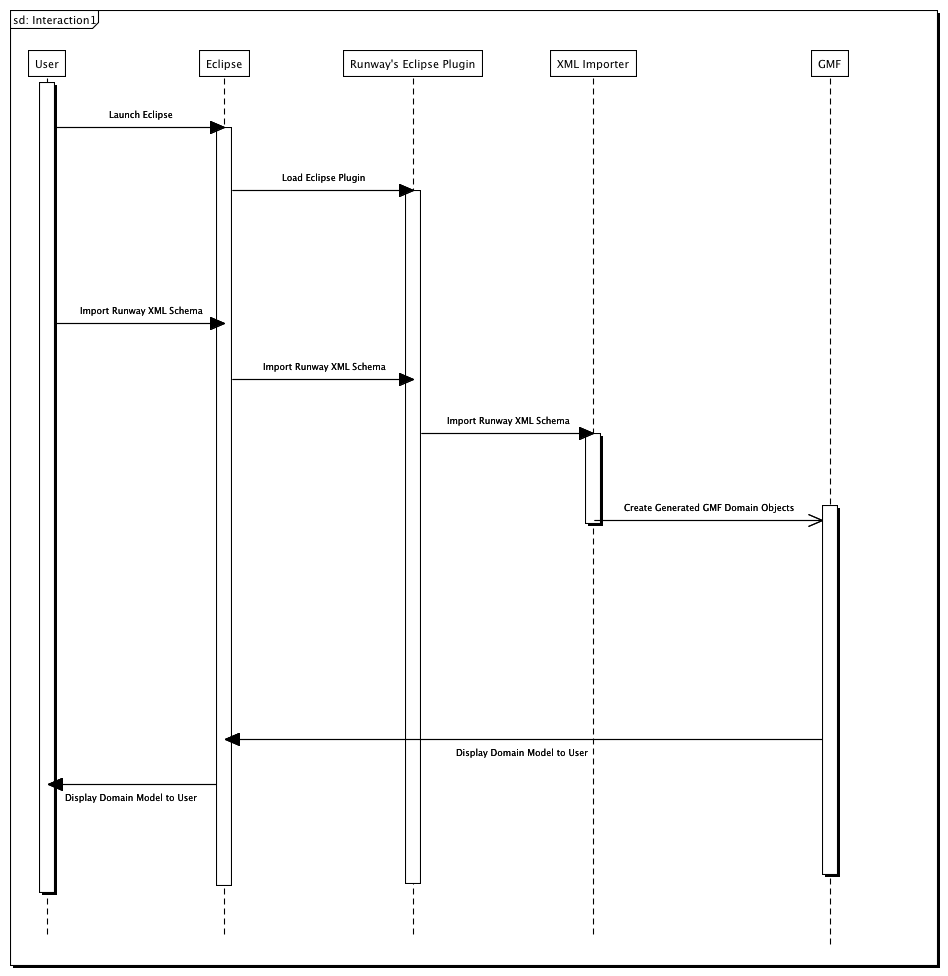 sd: Interaction1
User
Eclipse
Runway's Eclipse Plugin
XML Importer
GMF
Launch Eclipse
Load Eclipse Plugin
Import Runway XML Schema
Import Runway XML Schema
Import Runway XML Schema
Create Generated GMF Domain Objects
Display Domain Model to User
Display Domain Model to User